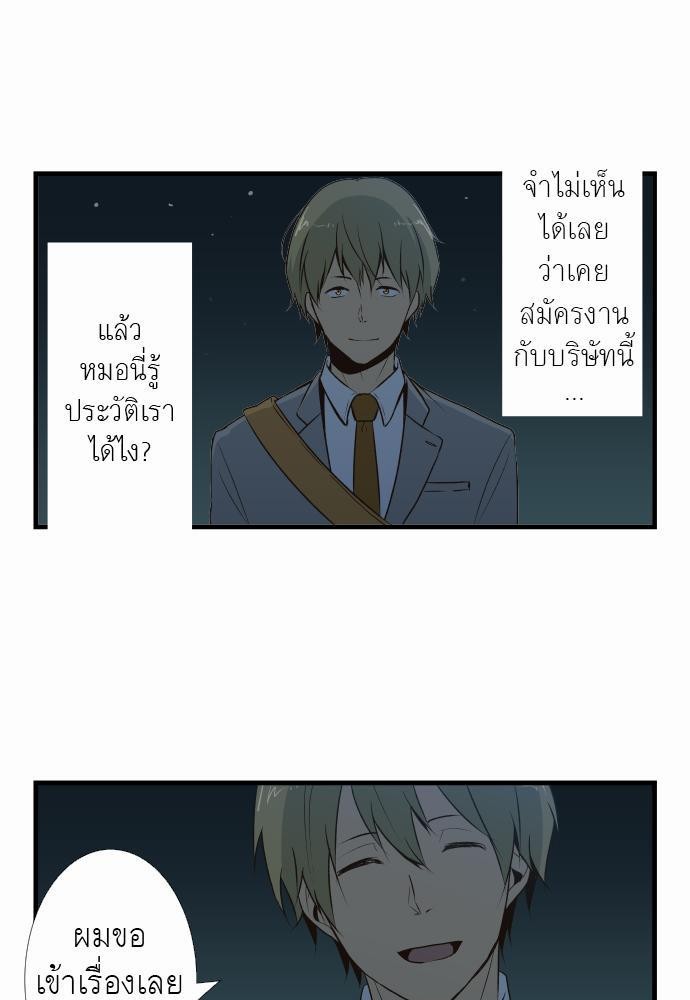 จำไม่เห็น
ได้เลย
ว่าเคย
สมัครงาน
กับบริษัทนี้
...
แล้ว
หมอนี่รู้
ประวัติเรา
ได้ไง?
ผมขอ
เข้าเรื่องเลย